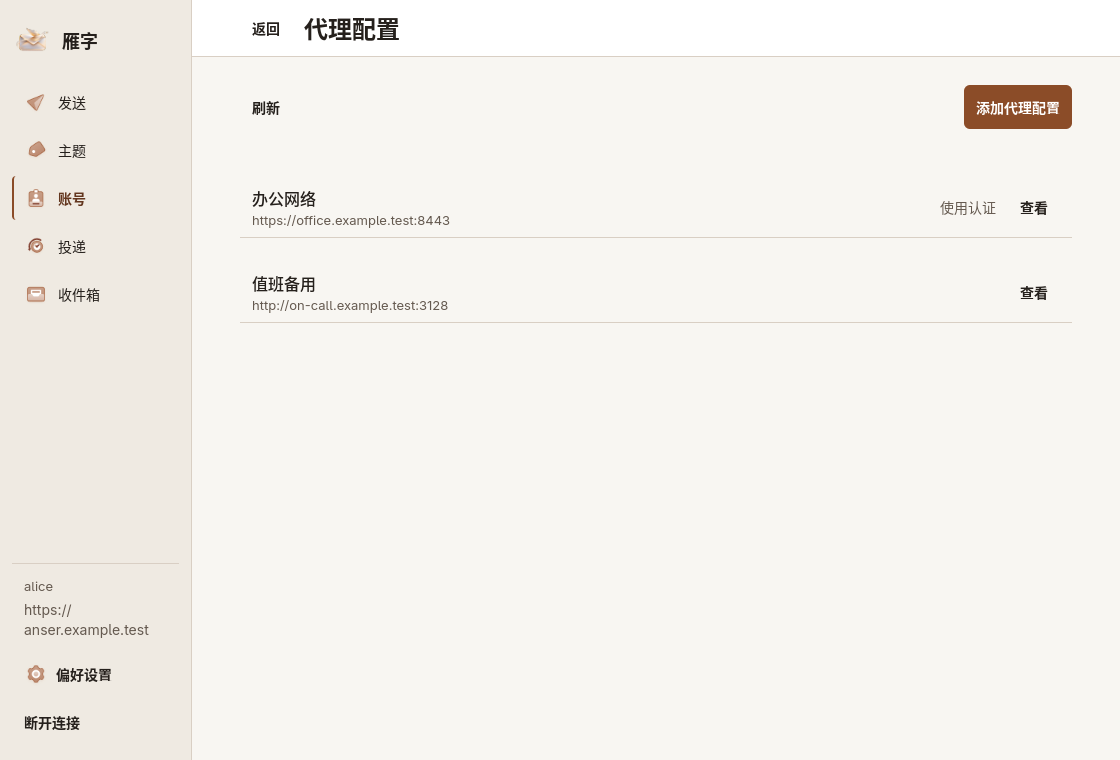 雁字
发送
主题
账号
投递
收件箱
alice
https://
anser.example.test
偏好设置
断开连接
返回 代理配置
刷新 添加代理配置
办公网络
https://office.example.test:8443
使用认证 查看
值班备用
http://on-call.example.test:3128
查看